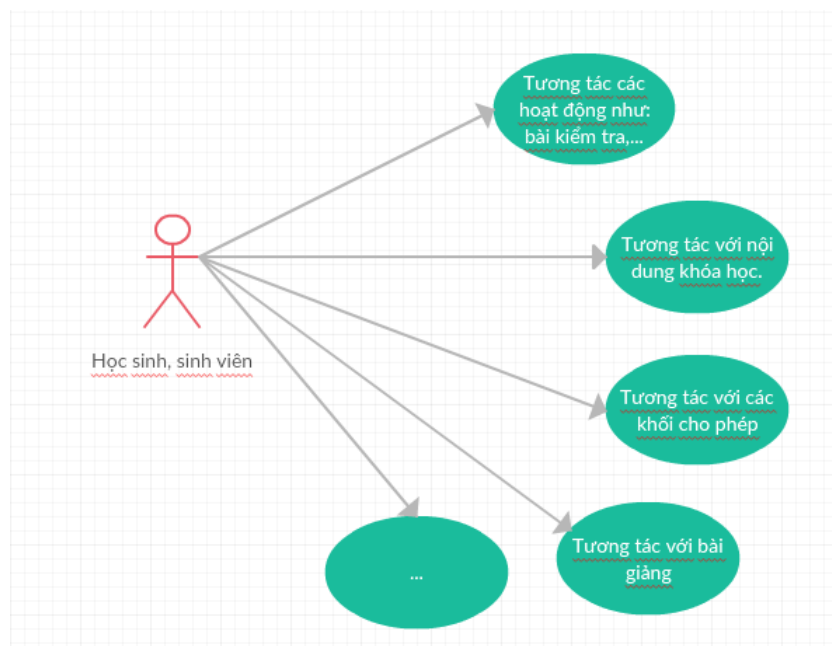 Tương tác các
hoạt động như:
bài kiểm tra,...
Tương tác với nội
dung khóa học.
Học sinh, sinh viên
Tương tác với các
khối cho phép
Tương tác với bài
giảng
...